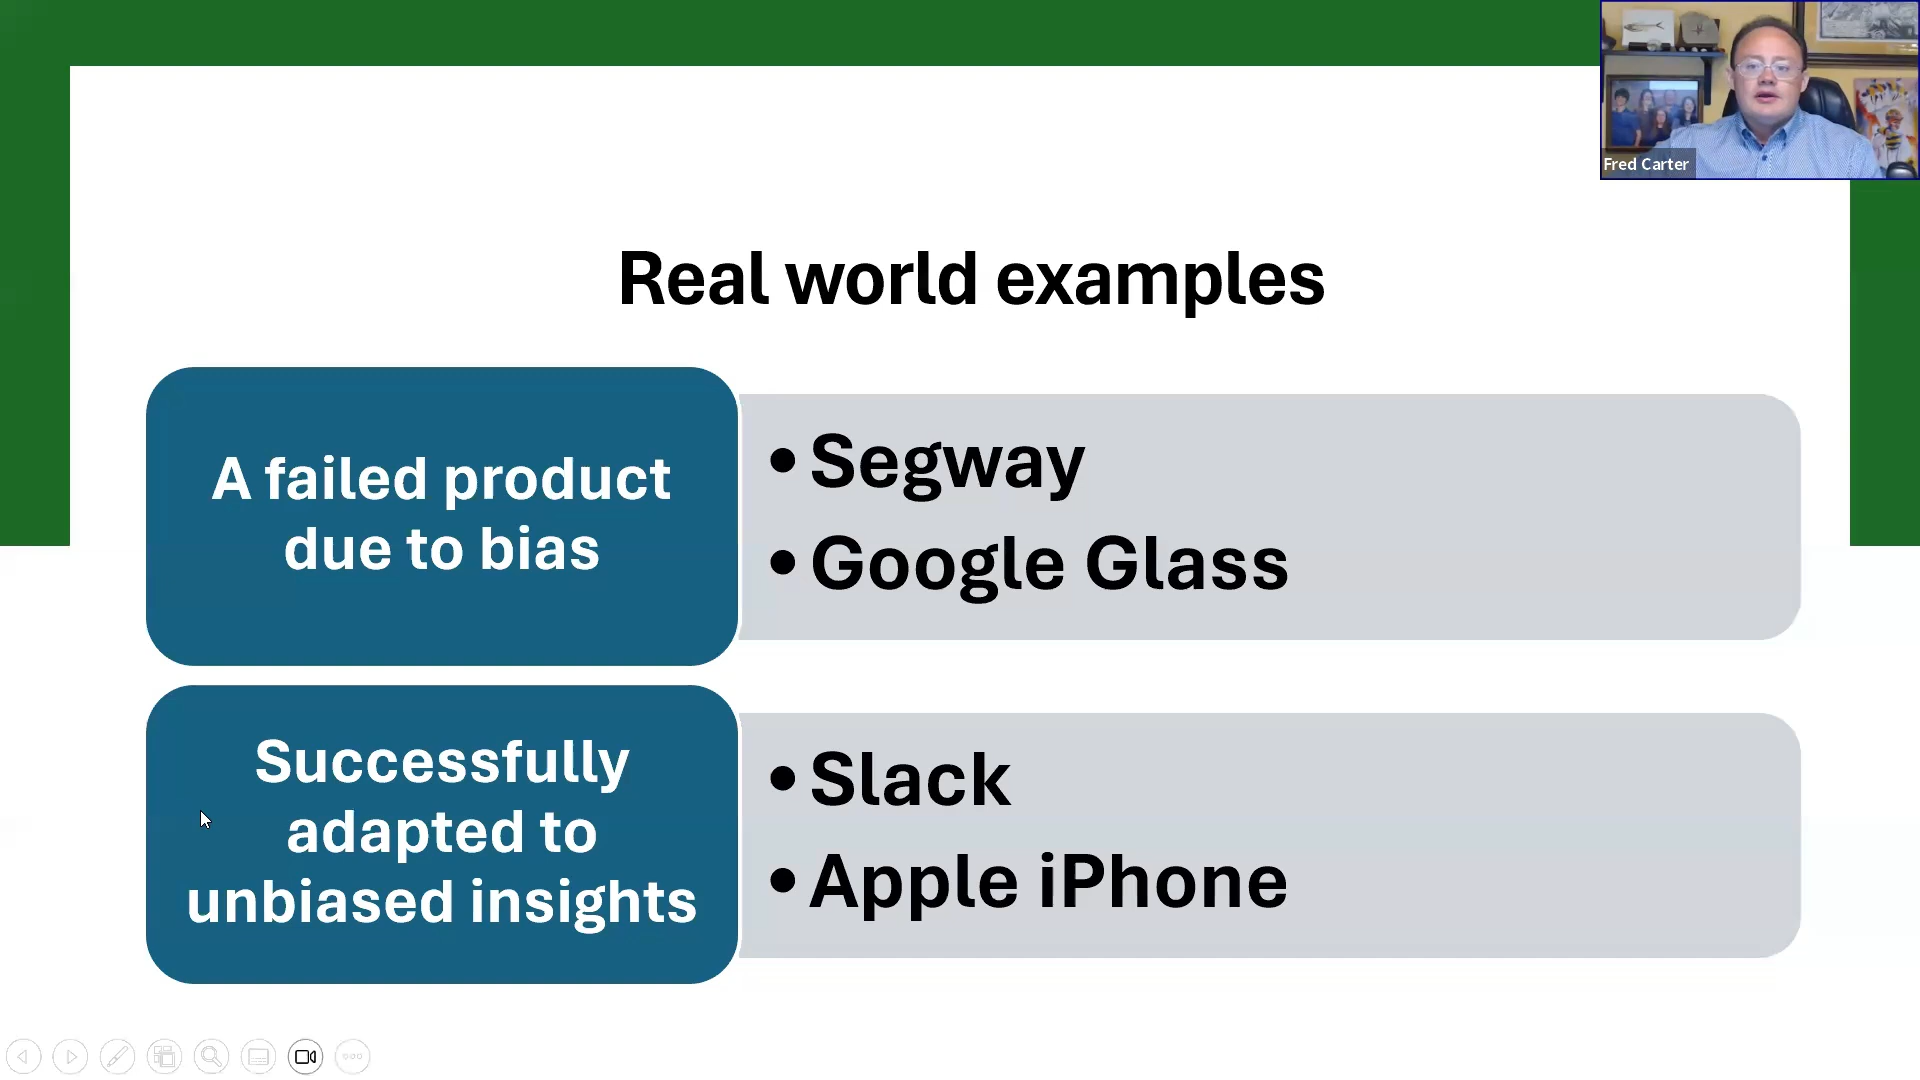 Fred Carter
Real world examples
A failed product
due to bias
• Segway
• Google Glass
Successfully
adapted to
unbiased insights
• Slack
• Apple iPhone